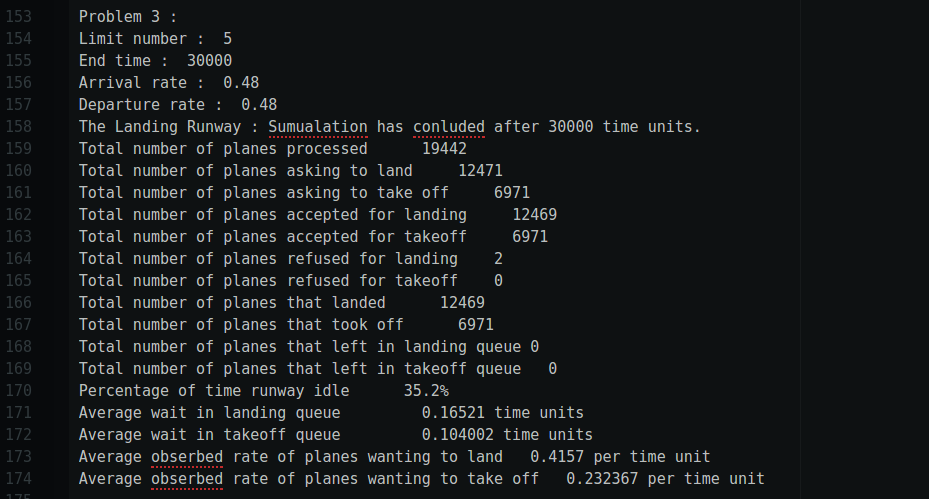 153 Problem 3 :
154 Limit number :  5
155 End time :  30000
156 Arrival rate :  0.48
157 Departure rate :  0.48
158 The Landing Runway : Sumualation has conluded after 30000 time units.
159 Total number of planes processed      19442
160 Total number of planes asking to land     12471
161 Total number of planes asking to take off     6971
162 Total number of planes accepted for landing     12469
163 Total number of planes accepted for takeoff     6971
164 Total number of planes refused for landing    2
165 Total number of planes refused for takeoff    0
166 Total number of planes that landed      12469
167 Total number of planes that took off      6971
168 Total number of planes that left in landing queue 0
169 Total number of planes that left in takeoff queue   0
170 Percentage of time runway idle      35.2%
171 Average wait in landing queue         0.16521 time units
172 Average wait in takeoff queue         0.104002 time units
173 Average obserbed rate of planes wanting to land   0.4157 per time unit
174 Average obserbed rate of planes wanting to take off   0.232367 per time unit
175